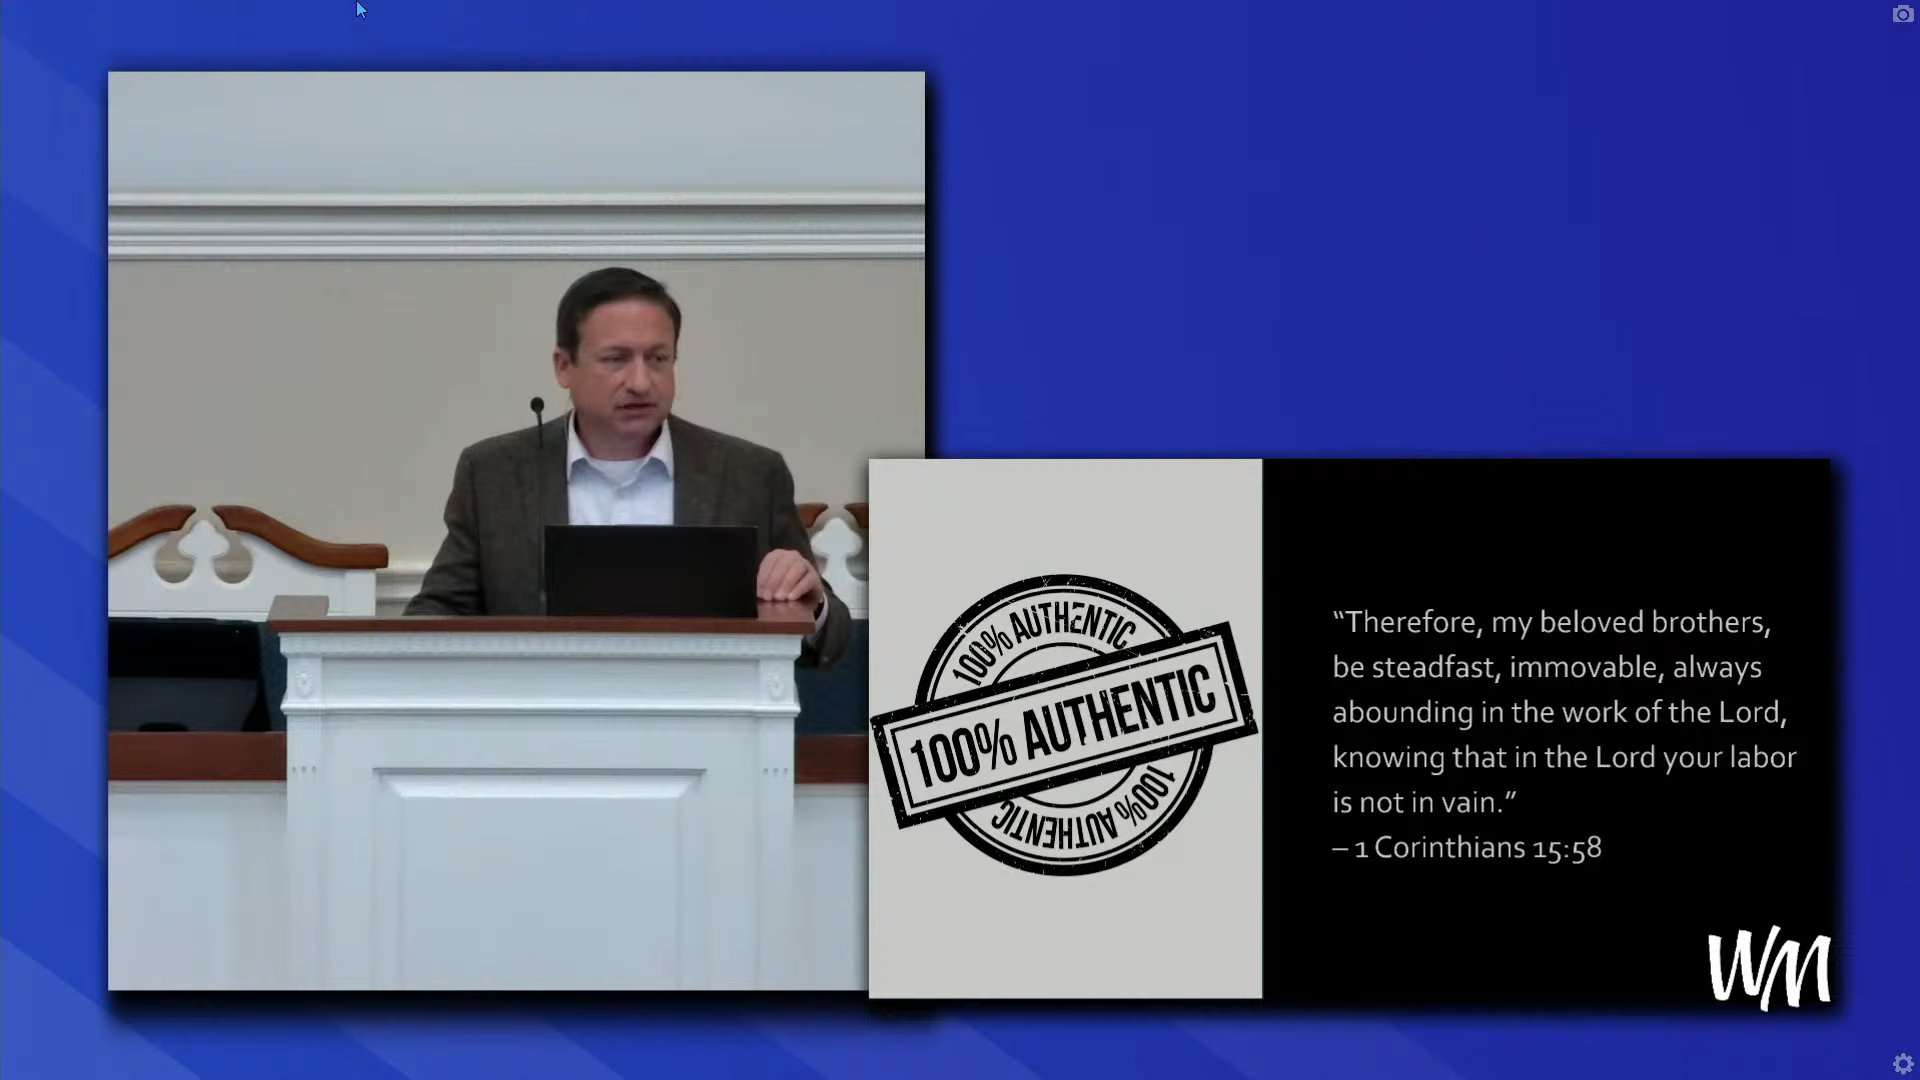 100% AUTHENTIC
100% AUTHENTIC
100% AUTHENTIC
“Therefore, my beloved brothers,
be steadfast, immovable, always
abounding in the work of the Lord,
knowing that in the Lord your labor
is not in vain.”
– 1 Corinthians 15:58
WM